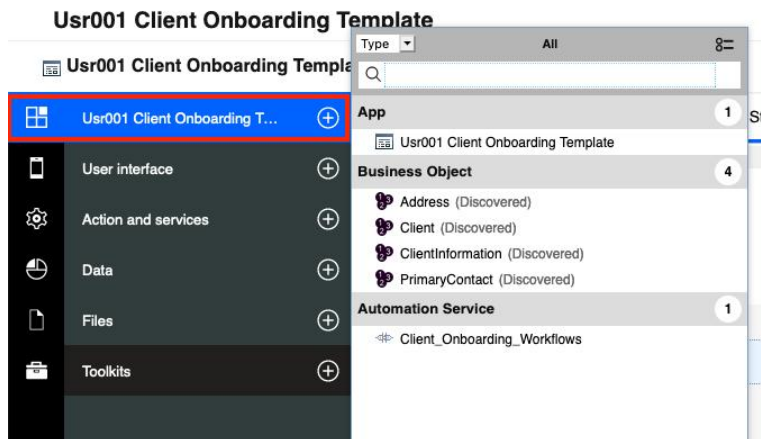 Usr001 Client Onboarding Template
Usr001 Client Onboarding Templa
Type
All
Usr001 Client Onboarding T...
User interface
Action and services
Data
Files
Toolkits
App 1
Usr001 Client Onboarding Template
Business Object 4
Address (Discovered)
Client (Discovered)
ClientInformation (Discovered)
PrimaryContact (Discovered)
Automation Service 1
Client_Onboarding_Workflows
St